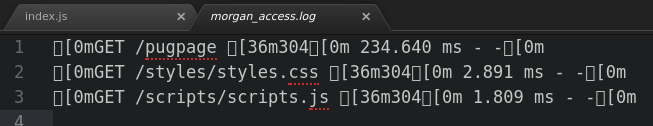 index.js × morgan_access.log ×
1 □[0mGET /pugpage □[36m304□[0m 234.640 ms - -□[0m
2 □[0mGET /styles/styles.css □[36m304□[0m 2.891 ms - -□[0m
3 □[0mGET /scripts/scripts.js □[36m304□[0m 1.809 ms - -□[0m
4